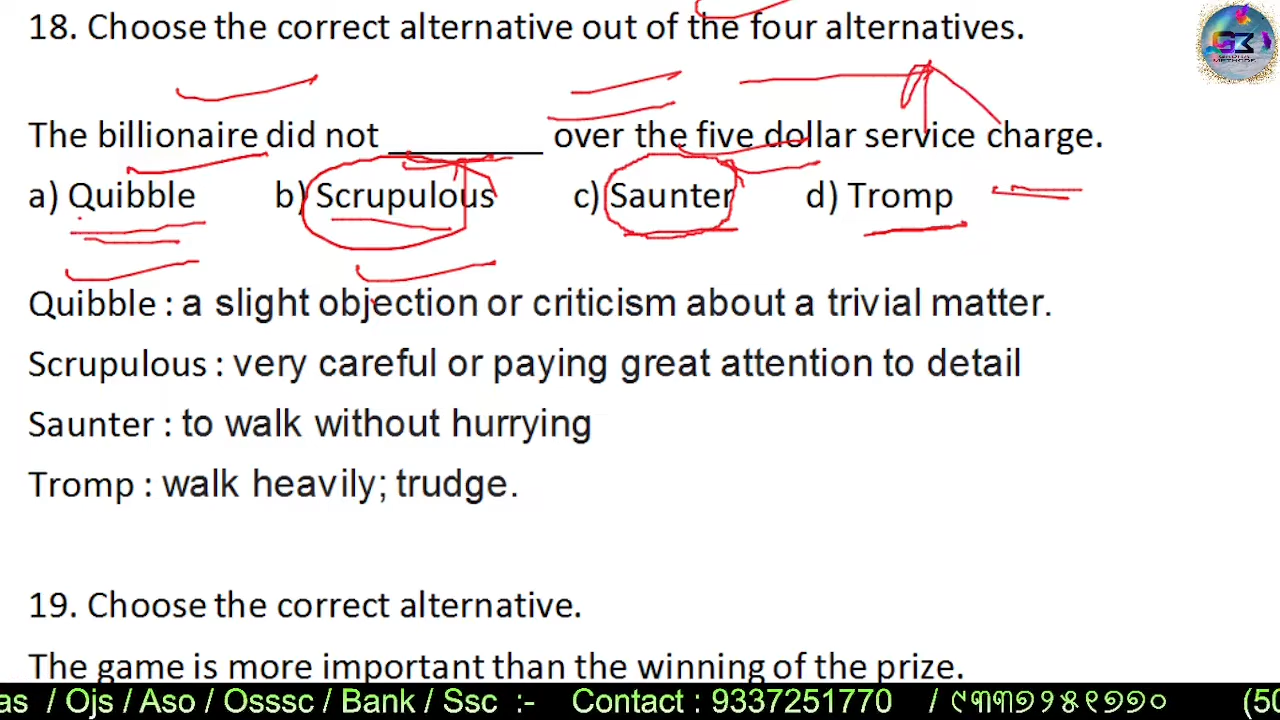 18. Choose the correct alternative out of the four alternatives.
The billionaire did not ________ over the five dollar service charge.
a) Quibble b) Scrupulous c) Saunter d) Tromp
Quibble : a slight objection or criticism about a trivial matter.
Scrupulous : very careful or paying great attention to detail
Saunter : to walk without hurrying
Tromp : walk heavily; trudge.
19. Choose the correct alternative.
The game is more important than the winning of the prize.
as / Ojs / Aso / Osssc / Bank / Ssc :- Contact : 9337251770 / ୯୩୩୭୨୫୧୭୭୦ (50